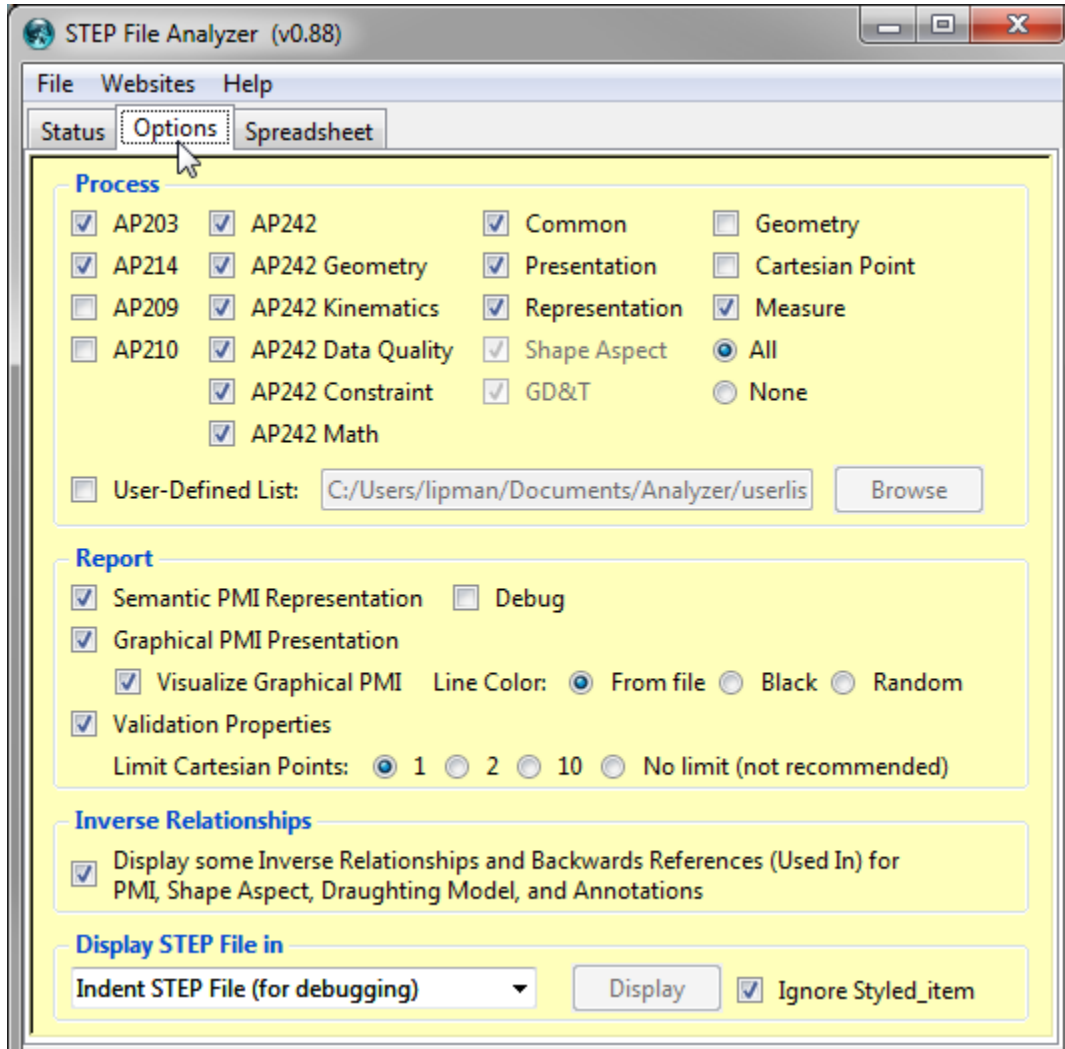 STEP File Analyzer (v0.88)
File Websites Help
Status Options Spreadsheet
Process
AP203 AP242 Common Geometry
AP214 AP242 Geometry Presentation Cartesian Point
AP209 AP242 Kinematics Representation Measure
AP210 AP242 Data Quality Shape Aspect All
AP242 Constraint GD&T None
AP242 Math
User-Defined List: C:/Users/lipman/Documents/Analyzer/userlis Browse
Report
Semantic PMI Representation Debug
Graphical PMI Presentation
Visualize Graphical PMI Line Color: From file Black Random
Validation Properties
Limit Cartesian Points: 1 2 10 No limit (not recommended)
Inverse Relationships
Display some Inverse Relationships and Backwards References (Used In) for
PMI, Shape Aspect, Draughting Model, and Annotations
Display STEP File in
Indent STEP File (for debugging) Display Ignore Styled_item